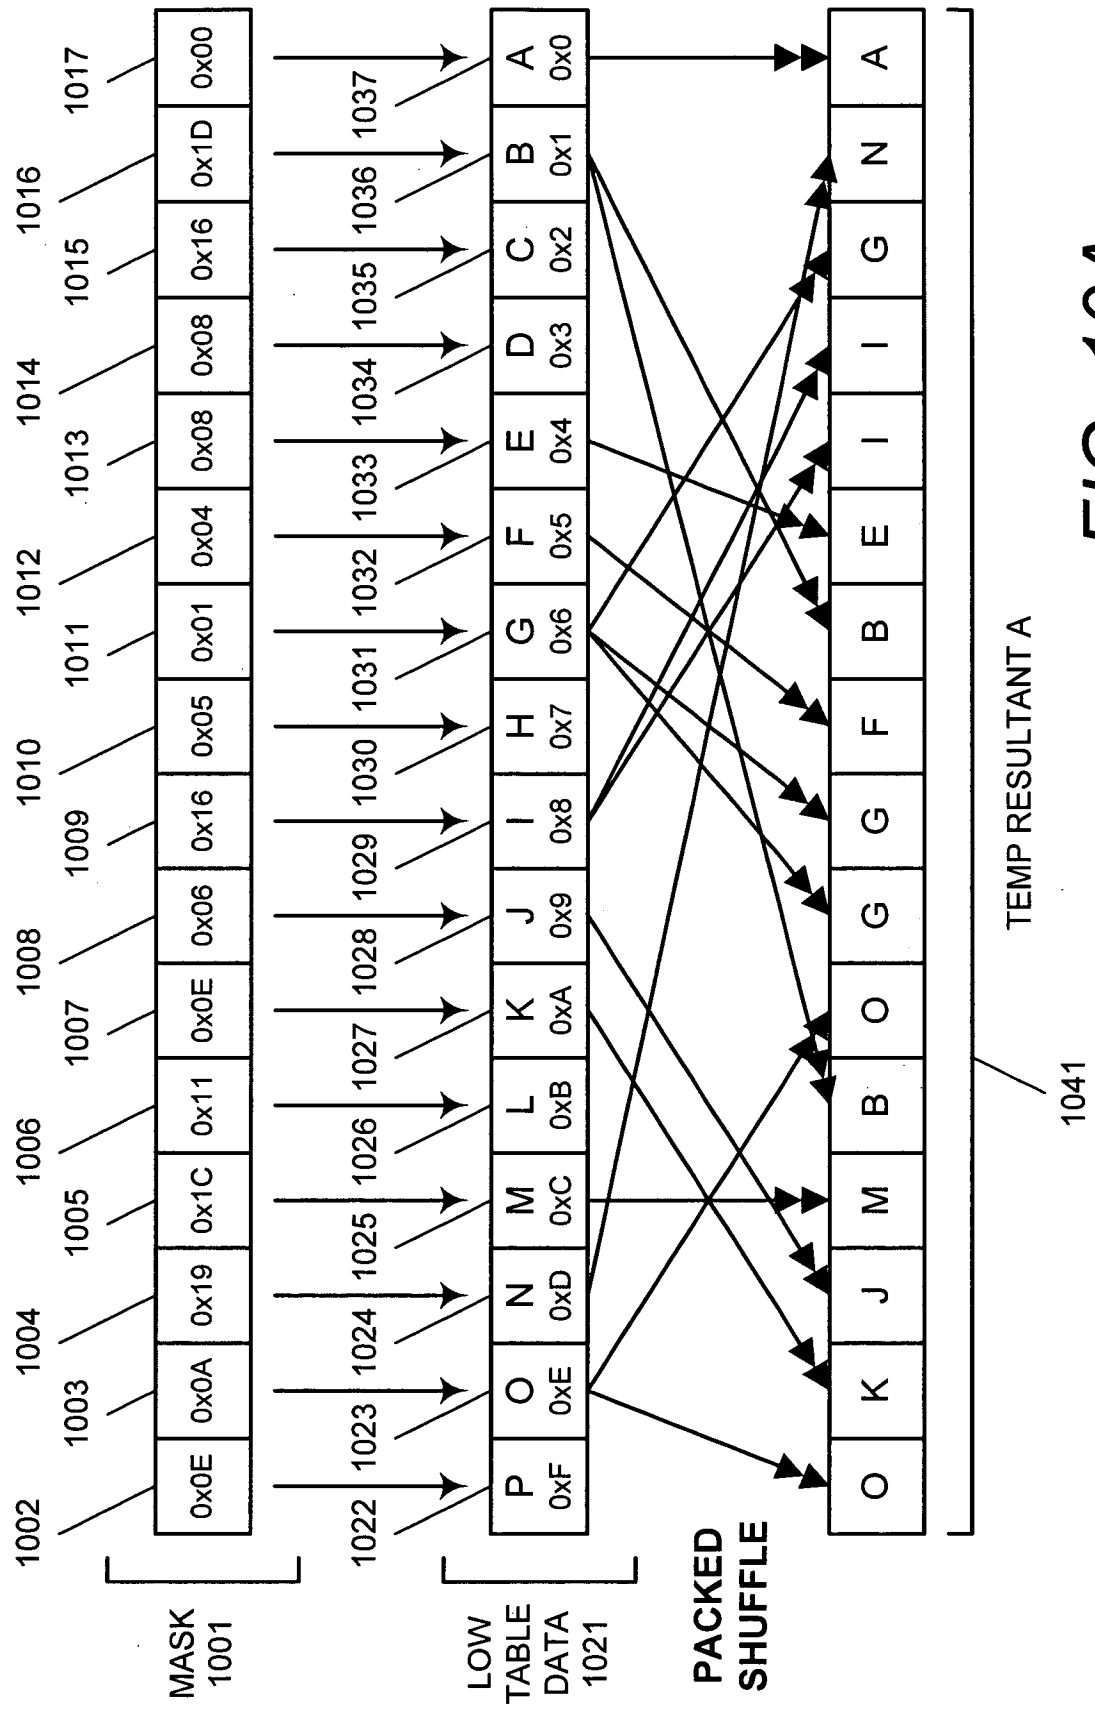 1002 1004 1006 1008 1010 1012 1014 1016
1003 1005 1007 1009 1011 1013 1015 1017
MASK
1001
0x0E 0x0A 0x19 0x1C 0x11 0x0E 0x06 0x16 0x05 0x01 0x04 0x08 0x08 0x16 0x1D 0x00
1022 1023 1024 1025 1026 1027 1028 1029 1030 1031 1032 1033 1034 1035 1036 1037
LOW
TABLE
DATA
1021
P O N M L K J I H G F E D C B A
0xF 0xE 0xD 0xC 0xB 0xA 0x9 0x8 0x7 0x6 0x5 0x4 0x3 0x2 0x1 0x0
PACKED
SHUFFLE
O K J M B O G G F B E I I G N A
TEMP RESULTANT A
1041
FIG. 10A